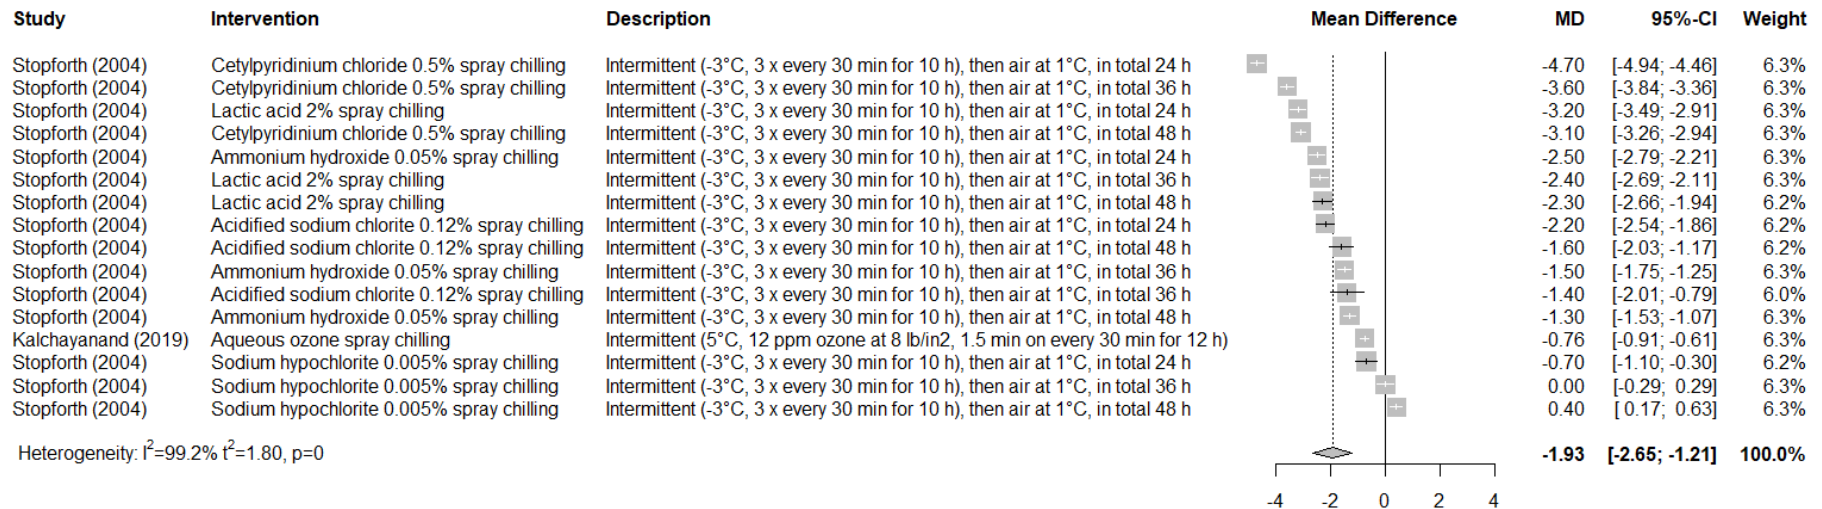 Study Intervention Description Mean Difference MD 95%-CI Weight
Stopforth (2004) Cetylpyridinium chloride 0.5% spray chilling Intermittent (-3°C, 3 x every 30 min for 10 h), then air at 1°C, in total 24 h -4.70 [-4.94; -4.46] 6.3%
Stopforth (2004) Cetylpyridinium chloride 0.5% spray chilling Intermittent (-3°C, 3 x every 30 min for 10 h), then air at 1°C, in total 36 h -3.60 [-3.84; -3.36] 6.3%
Stopforth (2004) Lactic acid 2% spray chilling Intermittent (-3°C, 3 x every 30 min for 10 h), then air at 1°C, in total 24 h -3.20 [-3.49; -2.91] 6.3%
Stopforth (2004) Cetylpyridinium chloride 0.5% spray chilling Intermittent (-3°C, 3 x every 30 min for 10 h), then air at 1°C, in total 48 h -3.10 [-3.26; -2.94] 6.3%
Stopforth (2004) Ammonium hydroxide 0.05% spray chilling Intermittent (-3°C, 3 x every 30 min for 10 h), then air at 1°C, in total 24 h -2.50 [-2.79; -2.21] 6.3%
Stopforth (2004) Lactic acid 2% spray chilling Intermittent (-3°C, 3 x every 30 min for 10 h), then air at 1°C, in total 36 h -2.40 [-2.69; -2.11] 6.3%
Stopforth (2004) Lactic acid 2% spray chilling Intermittent (-3°C, 3 x every 30 min for 10 h), then air at 1°C, in total 48 h -2.30 [-2.66; -1.94] 6.2%
Stopforth (2004) Acidified sodium chlorite 0.12% spray chilling Intermittent (-3°C, 3 x every 30 min for 10 h), then air at 1°C, in total 24 h -2.20 [-2.54; -1.86] 6.2%
Stopforth (2004) Acidified sodium chlorite 0.12% spray chilling Intermittent (-3°C, 3 x every 30 min for 10 h), then air at 1°C, in total 48 h -1.60 [-2.03; -1.17] 6.2%
Stopforth (2004) Ammonium hydroxide 0.05% spray chilling Intermittent (-3°C, 3 x every 30 min for 10 h), then air at 1°C, in total 36 h -1.50 [-1.75; -1.25] 6.3%
Stopforth (2004) Acidified sodium chlorite 0.12% spray chilling Intermittent (-3°C, 3 x every 30 min for 10 h), then air at 1°C, in total 36 h -1.40 [-2.01; -0.79] 6.0%
Stopforth (2004) Ammonium hydroxide 0.05% spray chilling Intermittent (-3°C, 3 x every 30 min for 10 h), then air at 1°C, in total 48 h -1.30 [-1.53; -1.07] 6.3%
Kalchayanand (2019) Aqueous ozone spray chilling Intermittent (5°C, 12 ppm ozone at 8 lb/in2, 1.5 min on every 30 min for 12 h) -0.76 [-0.91; -0.61] 6.3%
Stopforth (2004) Sodium hypochlorite 0.005% spray chilling Intermittent (-3°C, 3 x every 30 min for 10 h), then air at 1°C, in total 24 h -0.70 [-1.10; -0.30] 6.2%
Stopforth (2004) Sodium hypochlorite 0.005% spray chilling Intermittent (-3°C, 3 x every 30 min for 10 h), then air at 1°C, in total 36 h 0.00 [-0.29; 0.29] 6.3%
Stopforth (2004) Sodium hypochlorite 0.005% spray chilling Intermittent (-3°C, 3 x every 30 min for 10 h), then air at 1°C, in total 48 h 0.40 [ 0.17; 0.63] 6.3%
Heterogeneity: I²=99.2% t²=1.80, p=0 -1.93 [-2.65; -1.21] 100.0%
-4 -2 0 2 4